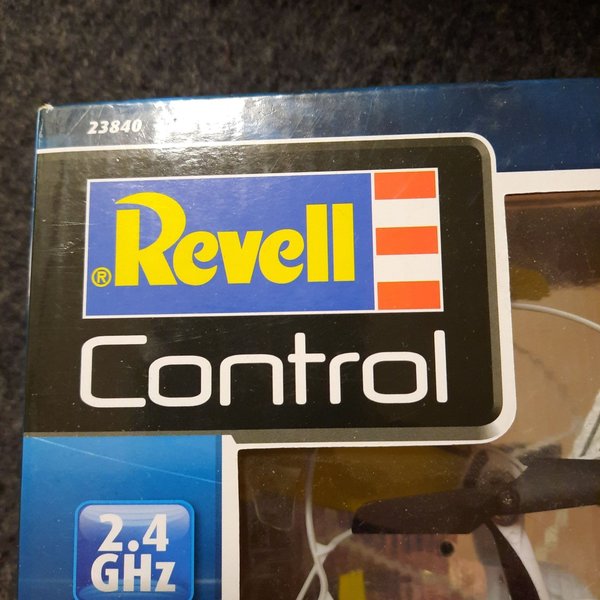 23840
®Revell
Control
2.4
GHz